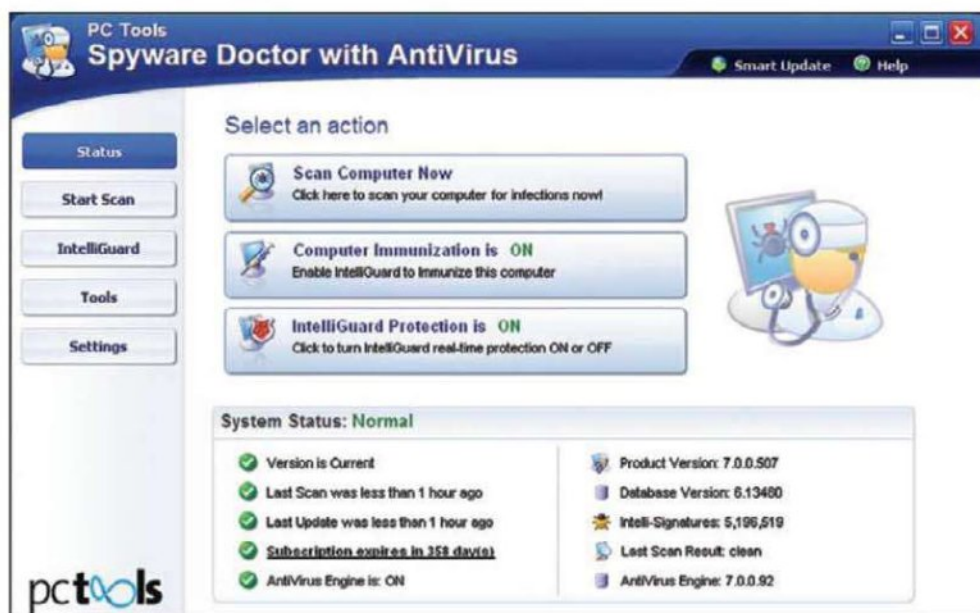 PC Tools
Spyware Doctor with AntiVirus
Smart Update
Help
Status
Start Scan
IntelliGuard
Tools
Settings
Select an action
Scan Computer Now
Click here to scan your computer for infections now!
Computer Immunization is ON
Enable IntelliGuard to Immunize this computer
IntelliGuard Protection is ON
Click to turn IntelliGuard real-time protection ON or OFF
System Status: Normal
Version is Current
Last Scan was less than 1 hour ago
Last Update was less than 1 hour ago
Subscription expires in 358 day(s)
AntiVirus Engine is: ON
Product Version: 7.0.0.507
Database Version: 6.13480
Intelli-Signatures: 5,196,519
Last Scan Result: clean
AntiVirus Engine: 7.0.0.92
pctools